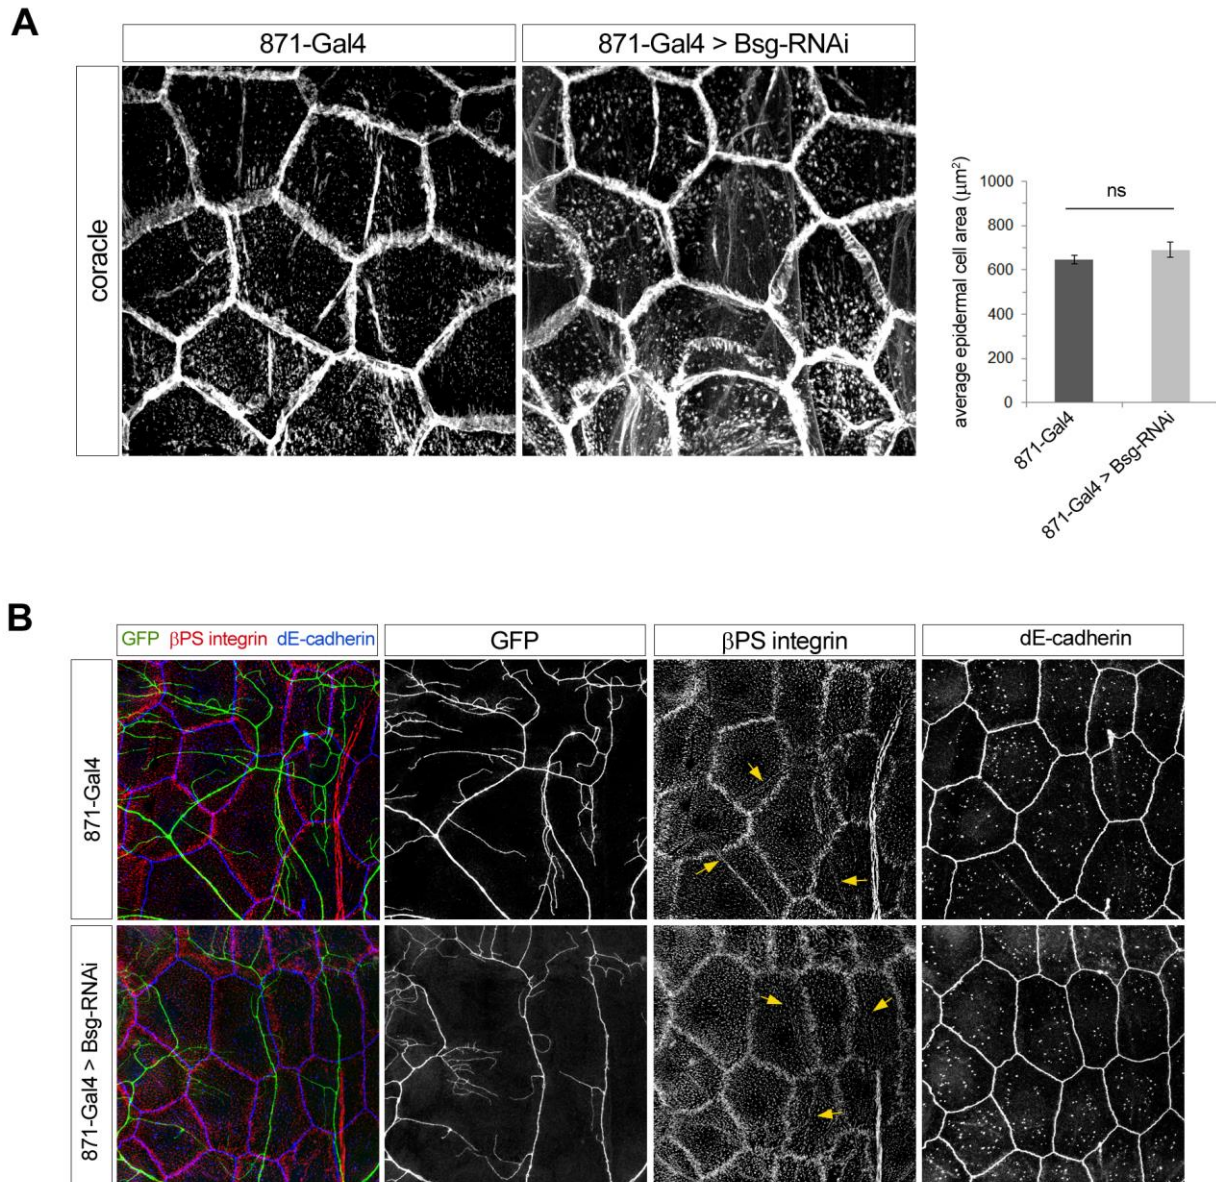 A
871-Gal4
871-Gal4 > Bsg-RNAi
coracle
average epidermal cell area (μm²)
1000
800
600
400
200
0
ns
871-Gal4
871-Gal4 > Bsg-RNAi
B
GFP βPS integrin dE-cadherin
GFP
βPS integrin
dE-cadherin
871-Gal4
871-Gal4 > Bsg-RNAi